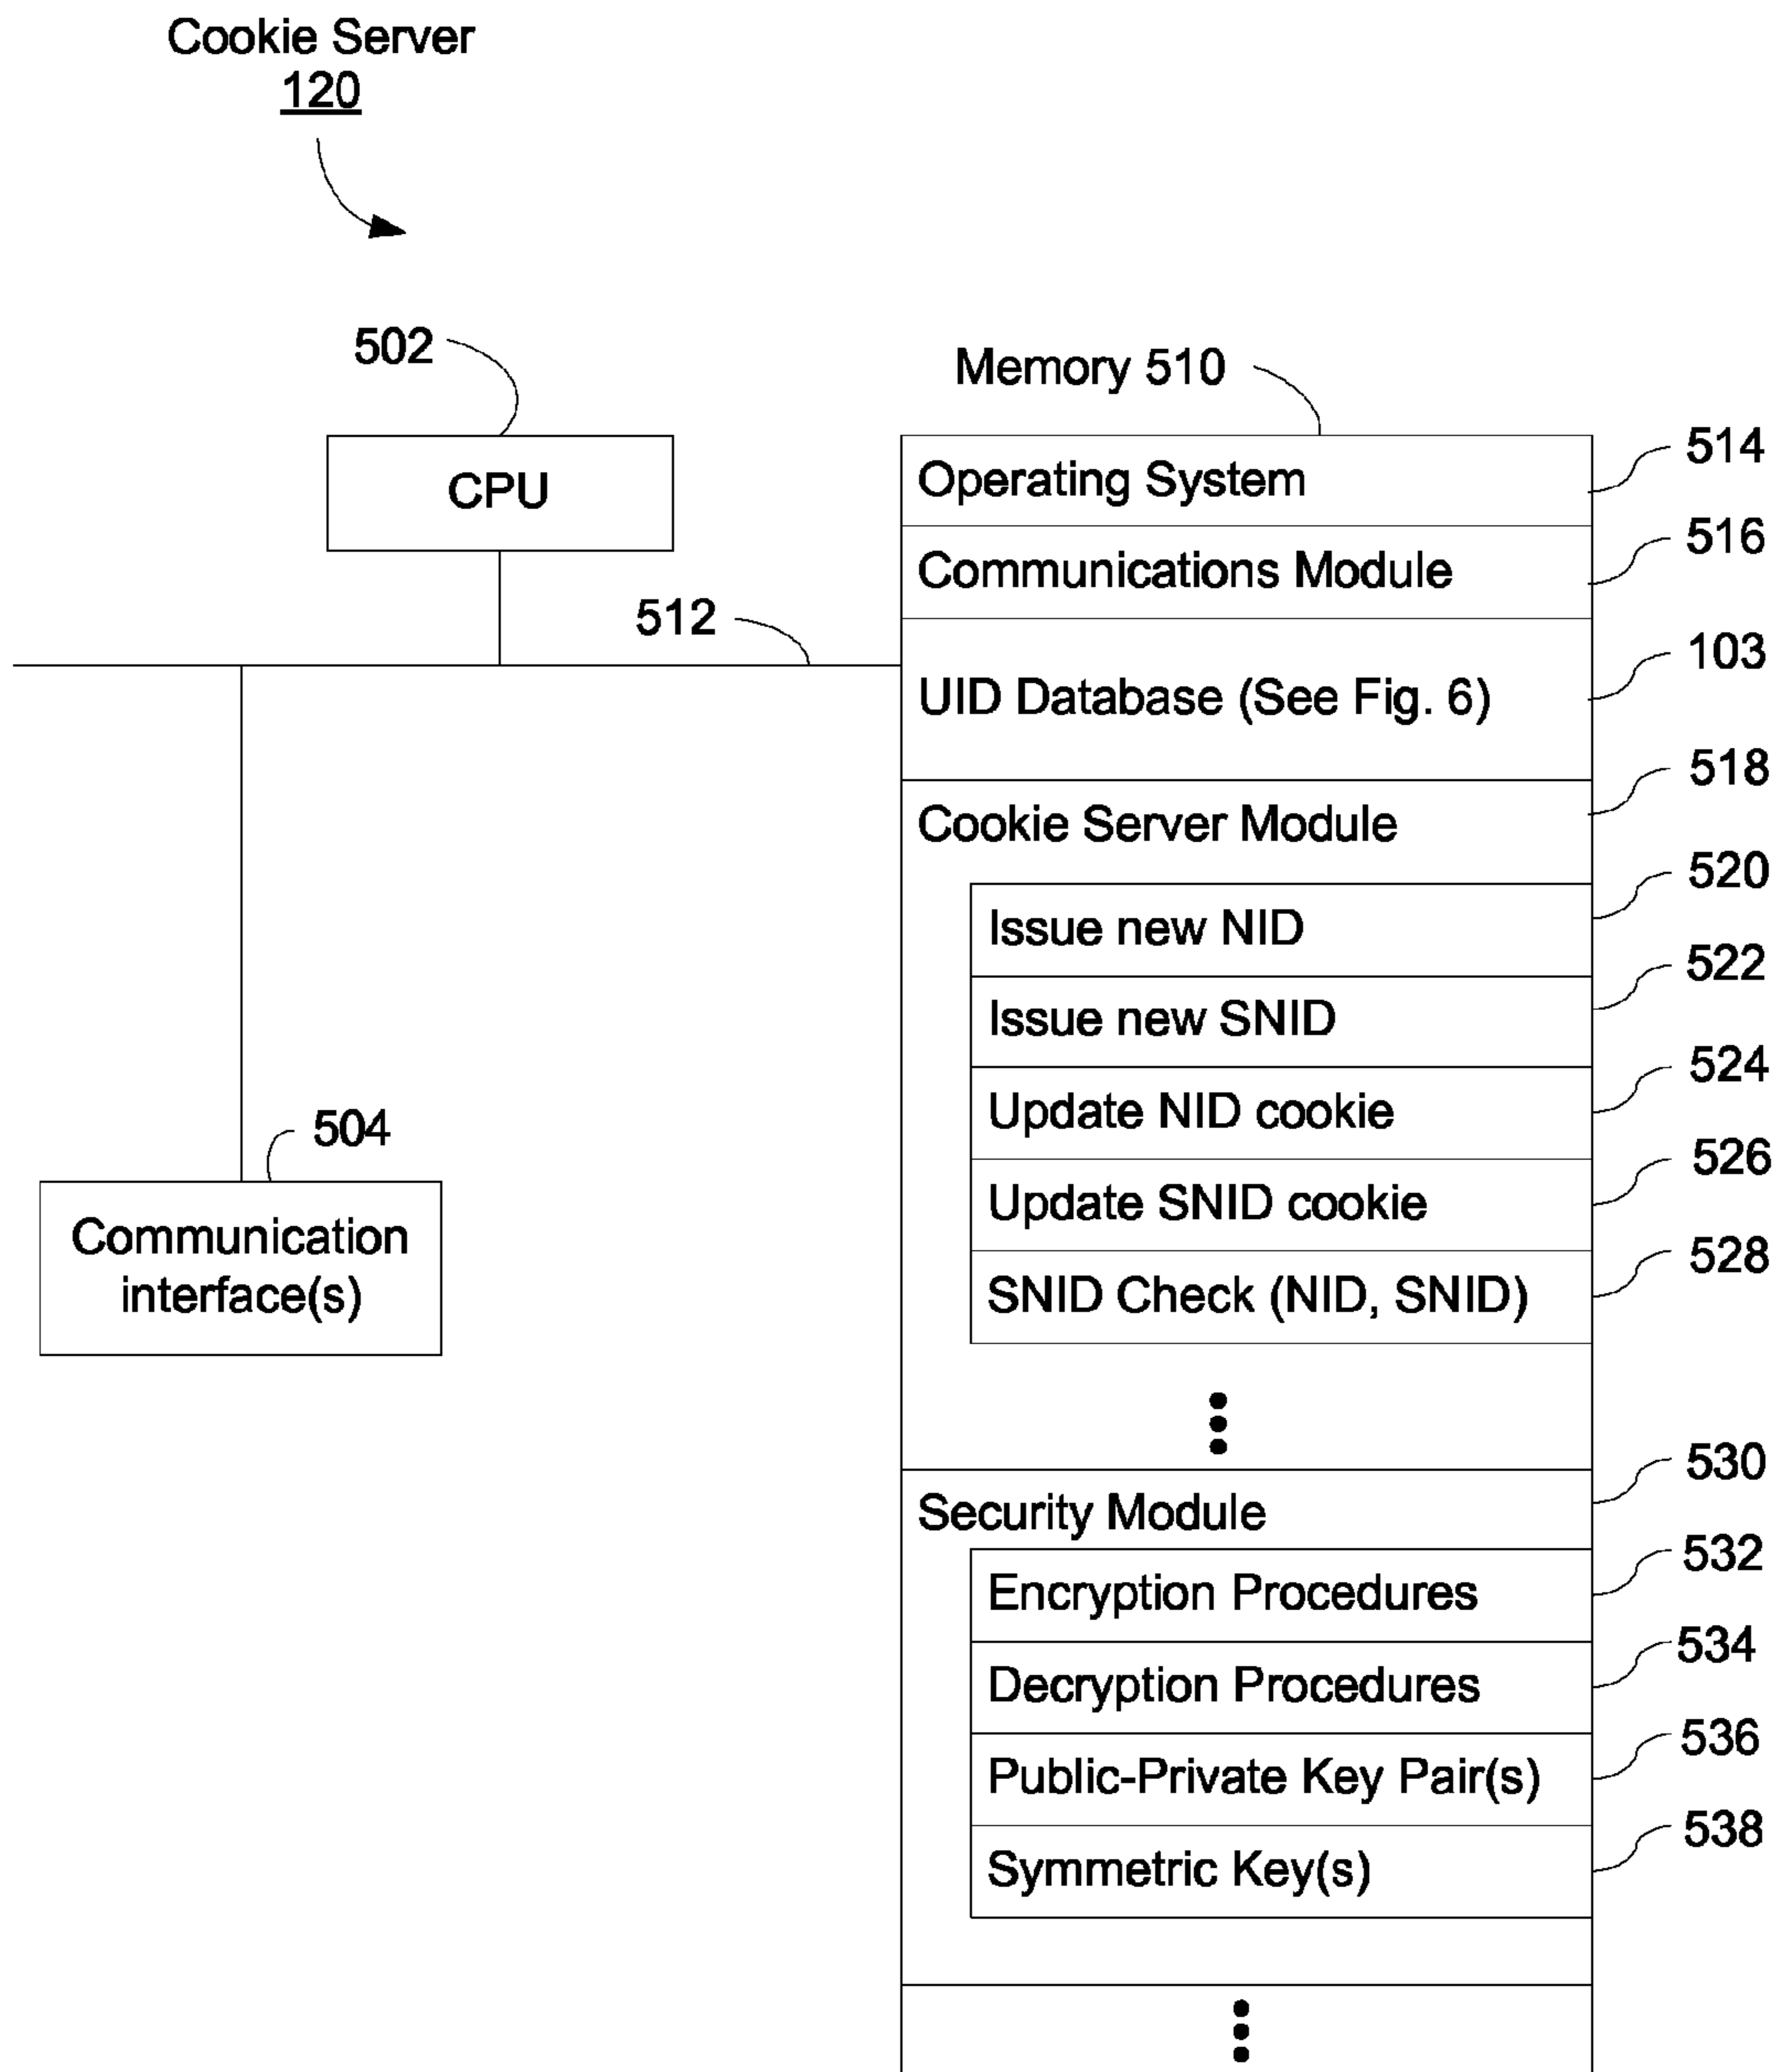 Cookie Server
120
502
CPU
512
504
Communication
interface(s)
Memory 510
Operating System
514
Communications Module
516
UID Database (See Fig. 6)
103
Cookie Server Module
518
Issue new NID
520
Issue new SNID
522
Update NID cookie
524
Update SNID cookie
526
SNID Check (NID, SNID)
528
Security Module
530
Encryption Procedures
532
Decryption Procedures
534
Public-Private Key Pair(s)
536
Symmetric Key(s)
538